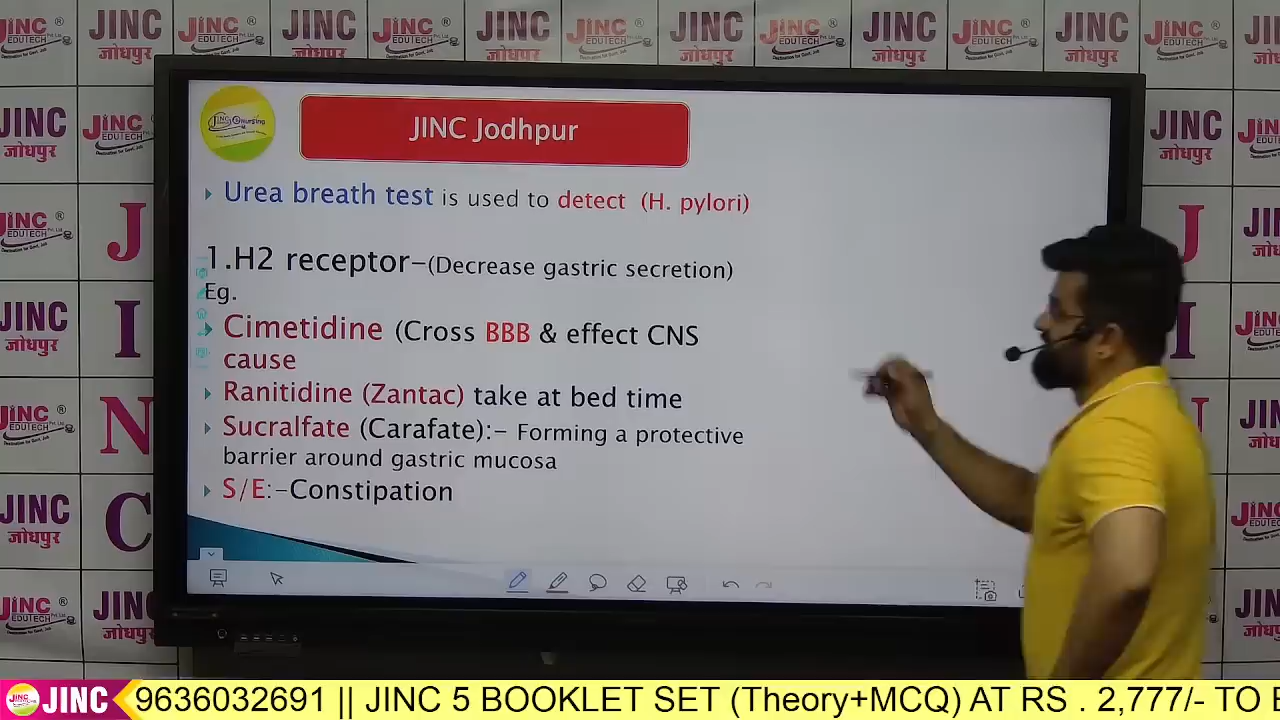 JINC Jodhpur
Urea breath test is used to detect (H. pylori)
1.H2 receptor-(Decrease gastric secretion)
Eg.
Cimetidine (Cross BBB & effect CNS
cause
Ranitidine (Zantac) take at bed time
Sucralfate (Carafate):- Forming a protective
barrier around gastric mucosa
S/E:-Constipation
J
I
N
C
J
I
N
JINC
EDUTECH
जोधपुर
JINC 9636032691 || JINC 5 BOOKLET SET (Theory+MCQ) AT RS . 2,777/- TO